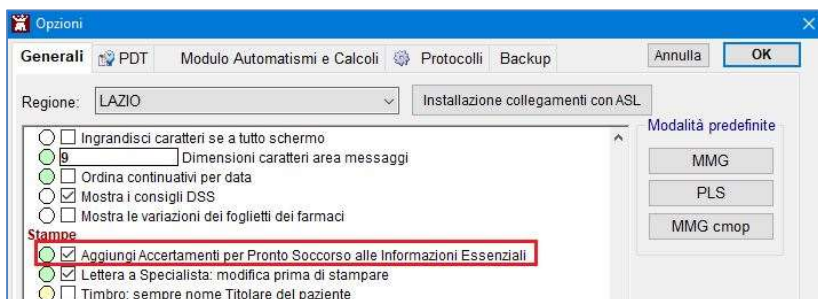 Opzioni
Generali PDT Modulo Automatismi e Calcoli Protocolli Backup Annulla OK
Regione: LAZIO Installazione collegamenti con ASL
Modalità predefinite
Ingrandisci caratteri se a tutto schermo
9 Dimensioni caratteri area messaggi
MMG
Ordina continuativi per data
Mostra i consigli DSS
PLS
Mostra le variazioni dei foglietti dei farmaci
MMG cmop
Stampe
Aggiungi Accertamenti per Pronto Soccorso alle Informazioni Essenziali
Lettera a Specialista: modifica prima di stampare
Timbro: sempre nome Titolare del paziente